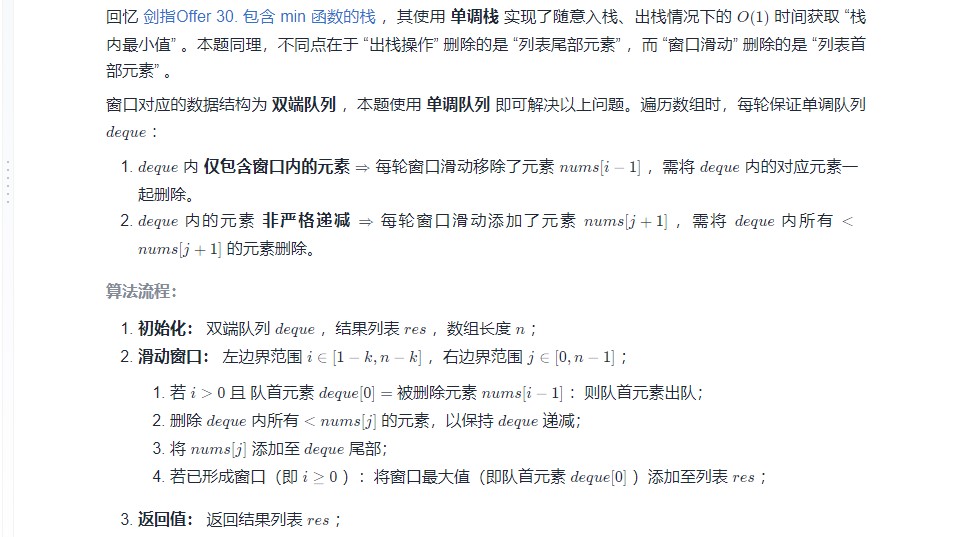 回忆 剑指Offer 30. 包含 min 函数的栈 ，其使用 单调栈 实现了随意入栈、出栈情况下的 O(1) 时间获取 “栈
内最小值” 。本题同理，不同点在于 “出栈操作” 删除的是 “列表尾部元素” ，而 “窗口滑动” 删除的是 “列表首
部元素” 。
窗口对应的数据结构为 双端队列 ，本题使用 单调队列 即可解决以上问题。遍历数组时，每轮保证单调队列
deque ：
1. deque 内 仅包含窗口内的元素 ⇒ 每轮窗口滑动移除了元素 nums[i − 1] ，需将 deque 内的对应元素一
起删除。
2. deque 内的元素 非严格递减 ⇒ 每轮窗口滑动添加了元素 nums[j + 1] ，需将 deque 内所有 <
nums[j + 1] 的元素删除。
算法流程：
1. 初始化： 双端队列 deque ，结果列表 res ，数组长度 n ；
2. 滑动窗口： 左边界范围 i ∈ [1 − k, n − k] ，右边界范围 j ∈ [0, n − 1] ；
1. 若 i > 0 且 队首元素 deque[0] = 被删除元素 nums[i − 1] ：则队首元素出队；
2. 删除 deque 内所有 < nums[j] 的元素，以保持 deque 递减；
3. 将 nums[j] 添加至 deque 尾部；
4. 若已形成窗口（即 i ≥ 0 ）：将窗口最大值（即队首元素 deque[0] ）添加至列表 res ；
3. 返回值： 返回结果列表 res ；